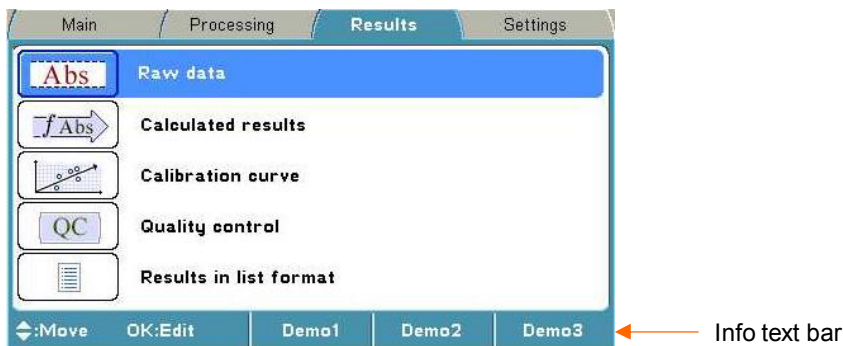 Main Processing Results Settings
Abs Raw data
f Abs Calculated results
Calibration curve
QC Quality control
Results in list format
:Move OK:Edit Demo1 Demo2 Demo3 Info text bar